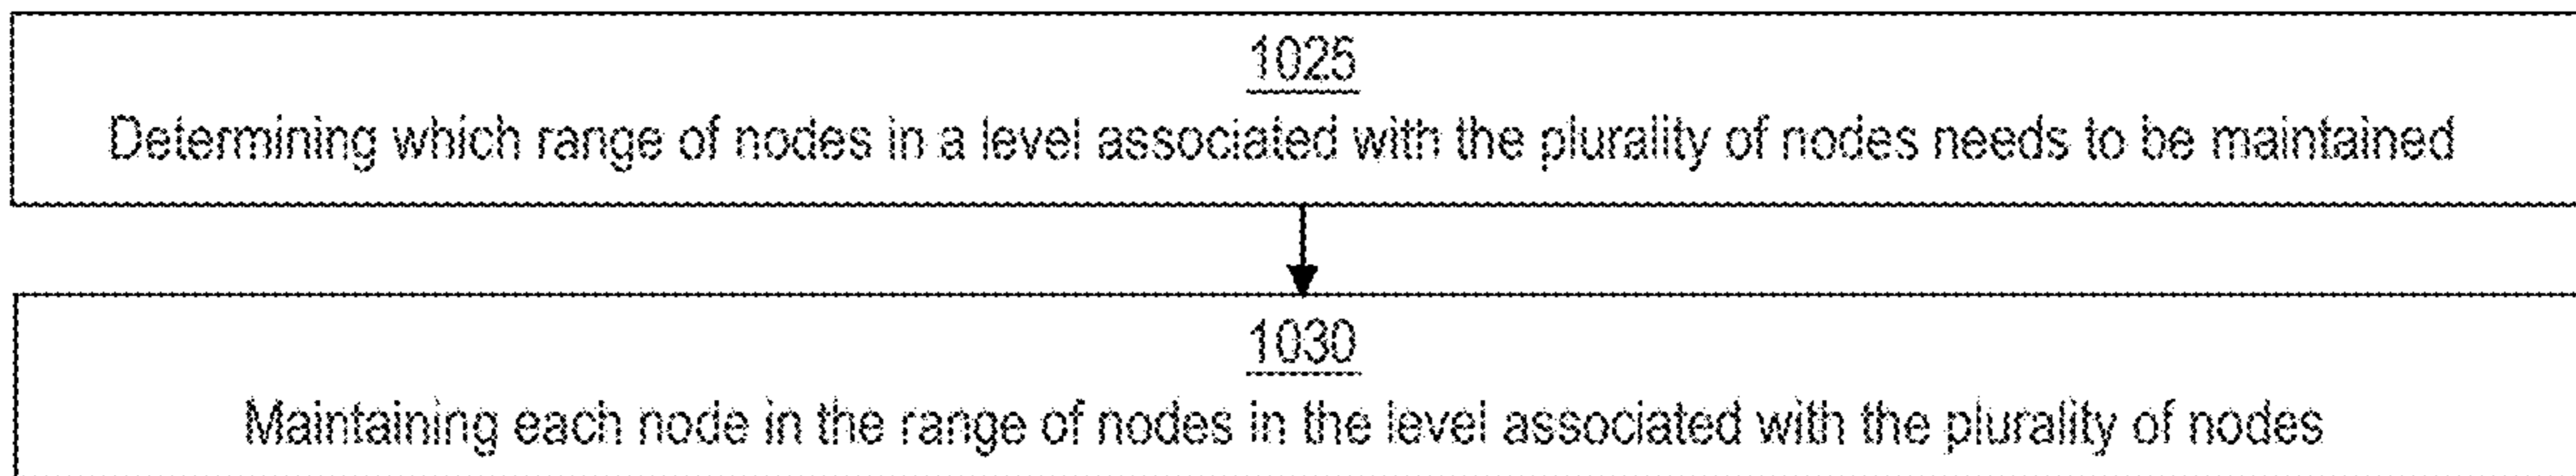 1025
Determining which range of nodes in a level associated with the plurality of nodes needs to be maintained
1030
Maintaining each node in the range of nodes in the level associated with the plurality of nodes